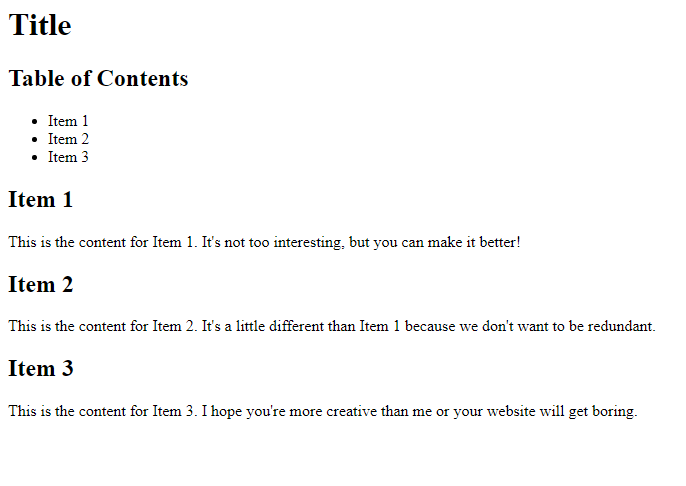 Title
Table of Contents
Item 1
Item 2
Item 3
Item 1
This is the content for Item 1. It's not too interesting, but you can make it better!
Item 2
This is the content for Item 2. It's a little different than Item 1 because we don't want to be redundant.
Item 3
This is the content for Item 3. I hope you're more creative than me or your website will get boring.